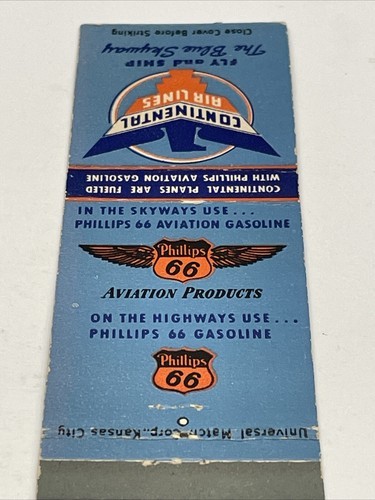 Close Cover Before Striking
The Blue Skyway
FLY and SHIP
CONTINENTAL
AIR LINES
CONTINENTAL PLANES ARE FUELED
WITH PHILLIPS AVIATION GASOLINE
IN THE SKYWAYS USE...
PHILLIPS 66 AVIATION GASOLINE
Phillips
66
AVIATION PRODUCTS
ON THE HIGHWAYS USE...
PHILLIPS 66 GASOLINE
Phillips
66
Universal Match Corp., Kansas City